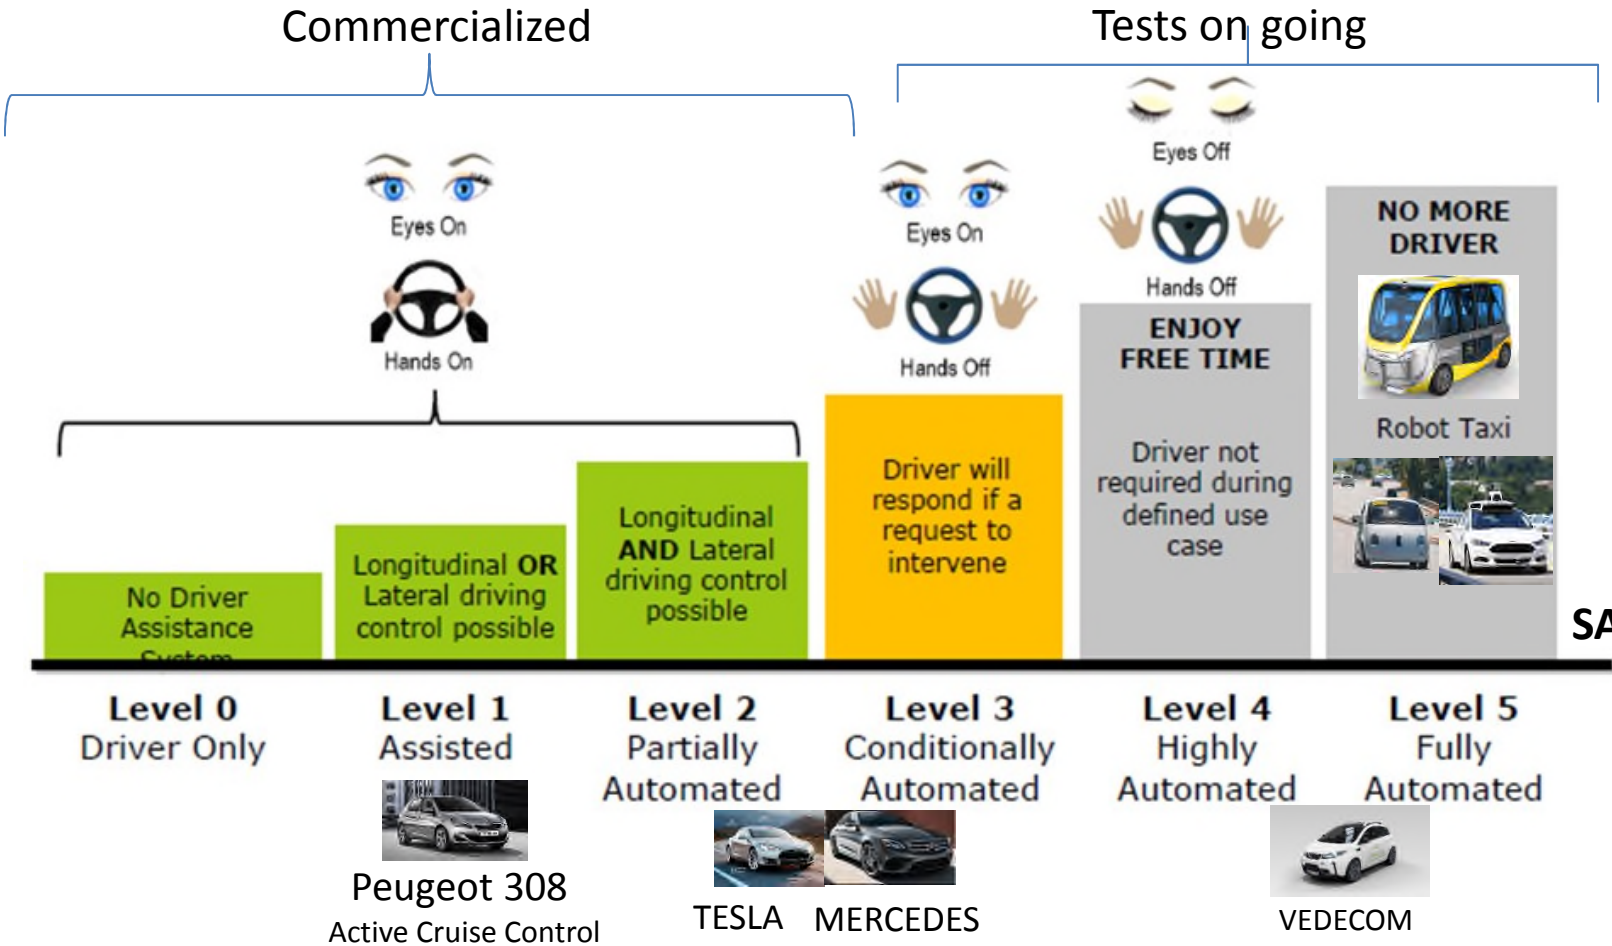 Commercialized
Tests on going
Eyes On
Hands On
Eyes On
Hands Off
Eyes Off
Hands Off
No Driver
Assistance
System
Longitudinal OR
Lateral driving
control possible
Longitudinal
AND Lateral
driving control
possible
Driver will
respond if a
request to
intervene
ENJOY
FREE TIME
Driver not
required during
defined use
case
NO MORE
DRIVER
Robot Taxi
SA
Level 0
Driver Only
Level 1
Assisted
Level 2
Partially
Automated
Level 3
Conditionally
Automated
Level 4
Highly
Automated
Level 5
Fully
Automated
Peugeot 308
Active Cruise Control
TESLA
MERCEDES
VEDECOM